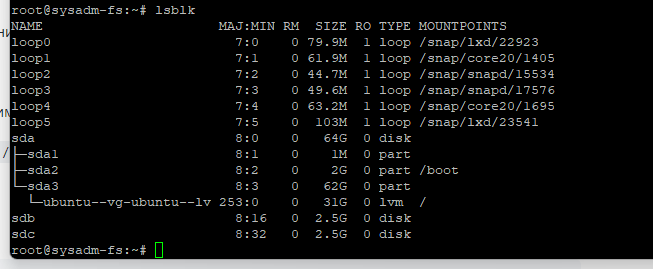 root@sysadm-fs:~# lsblk
NAME                      MAJ:MIN RM  SIZE RO TYPE MOUNTPOINTS
loop0                       7:0    0 79.9M  1 loop /snap/lxd/22923
loop1                       7:1    0 61.9M  1 loop /snap/core20/1405
loop2                       7:2    0 44.7M  1 loop /snap/snapd/15534
loop3                       7:3    0 49.6M  1 loop /snap/snapd/17576
loop4                       7:4    0 63.2M  1 loop /snap/core20/1695
loop5                       7:5    0  103M  1 loop /snap/lxd/23541
sda                         8:0    0   64G  0 disk
├─sda1                      8:1    0    1M  0 part
├─sda2                      8:2    0    2G  0 part /boot
└─sda3                      8:3    0   62G  0 part
  └─ubuntu--vg-ubuntu--lv 253:0    0   31G  0 lvm  /
sdb                         8:16   0  2.5G  0 disk
sdc                         8:32   0  2.5G  0 disk
root@sysadm-fs:~#